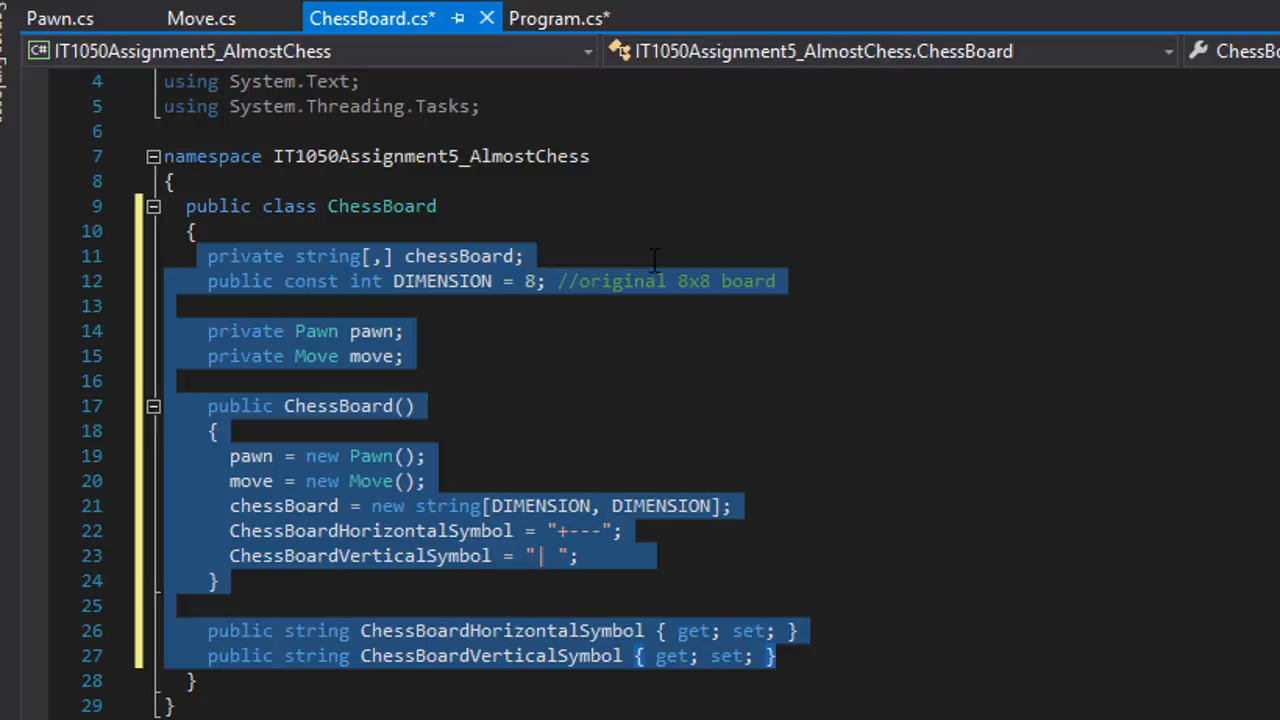 Pawn.cs Move.cs ChessBoard.cs* Program.cs*
C# IT1050Assignment5_AlmostChess IT1050Assignment5_AlmostChess.ChessBoard ChessBo
4 using System.Text;
5 using System.Threading.Tasks;
6
7 namespace IT1050Assignment5_AlmostChess
8 {
9 public class ChessBoard
10 {
11 private string[,] chessBoard;
12 public const int DIMENSION = 8; //original 8x8 board
13
14 private Pawn pawn;
15 private Move move;
16
17 public ChessBoard()
18 {
19 pawn = new Pawn();
20 move = new Move();
21 chessBoard = new string[DIMENSION, DIMENSION];
22 ChessBoardHorizontalSymbol = "+---";
23 ChessBoardVerticalSymbol = "| ";
24 }
25
26 public string ChessBoardHorizontalSymbol { get; set; }
27 public string ChessBoardVerticalSymbol { get; set; }
28 }
29 }